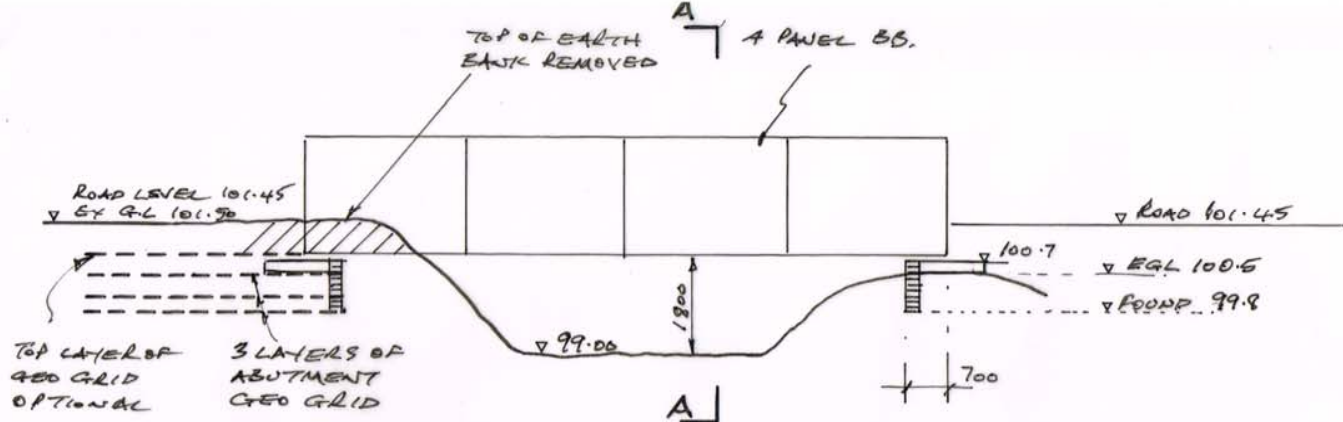 A
TOP OF EARTH
BANK REMOVED
4 PANEL BB.
ROAD LEVEL 101.45
EX G.L 101.50
ROAD 101.45
100.7
EGL 100.5
FOUND 99.8
1800
99.00
TOP LAYER OF
GEO GRID
OPTIONAL
3 LAYERS OF
ABUTMENT
GEO GRID
700
A